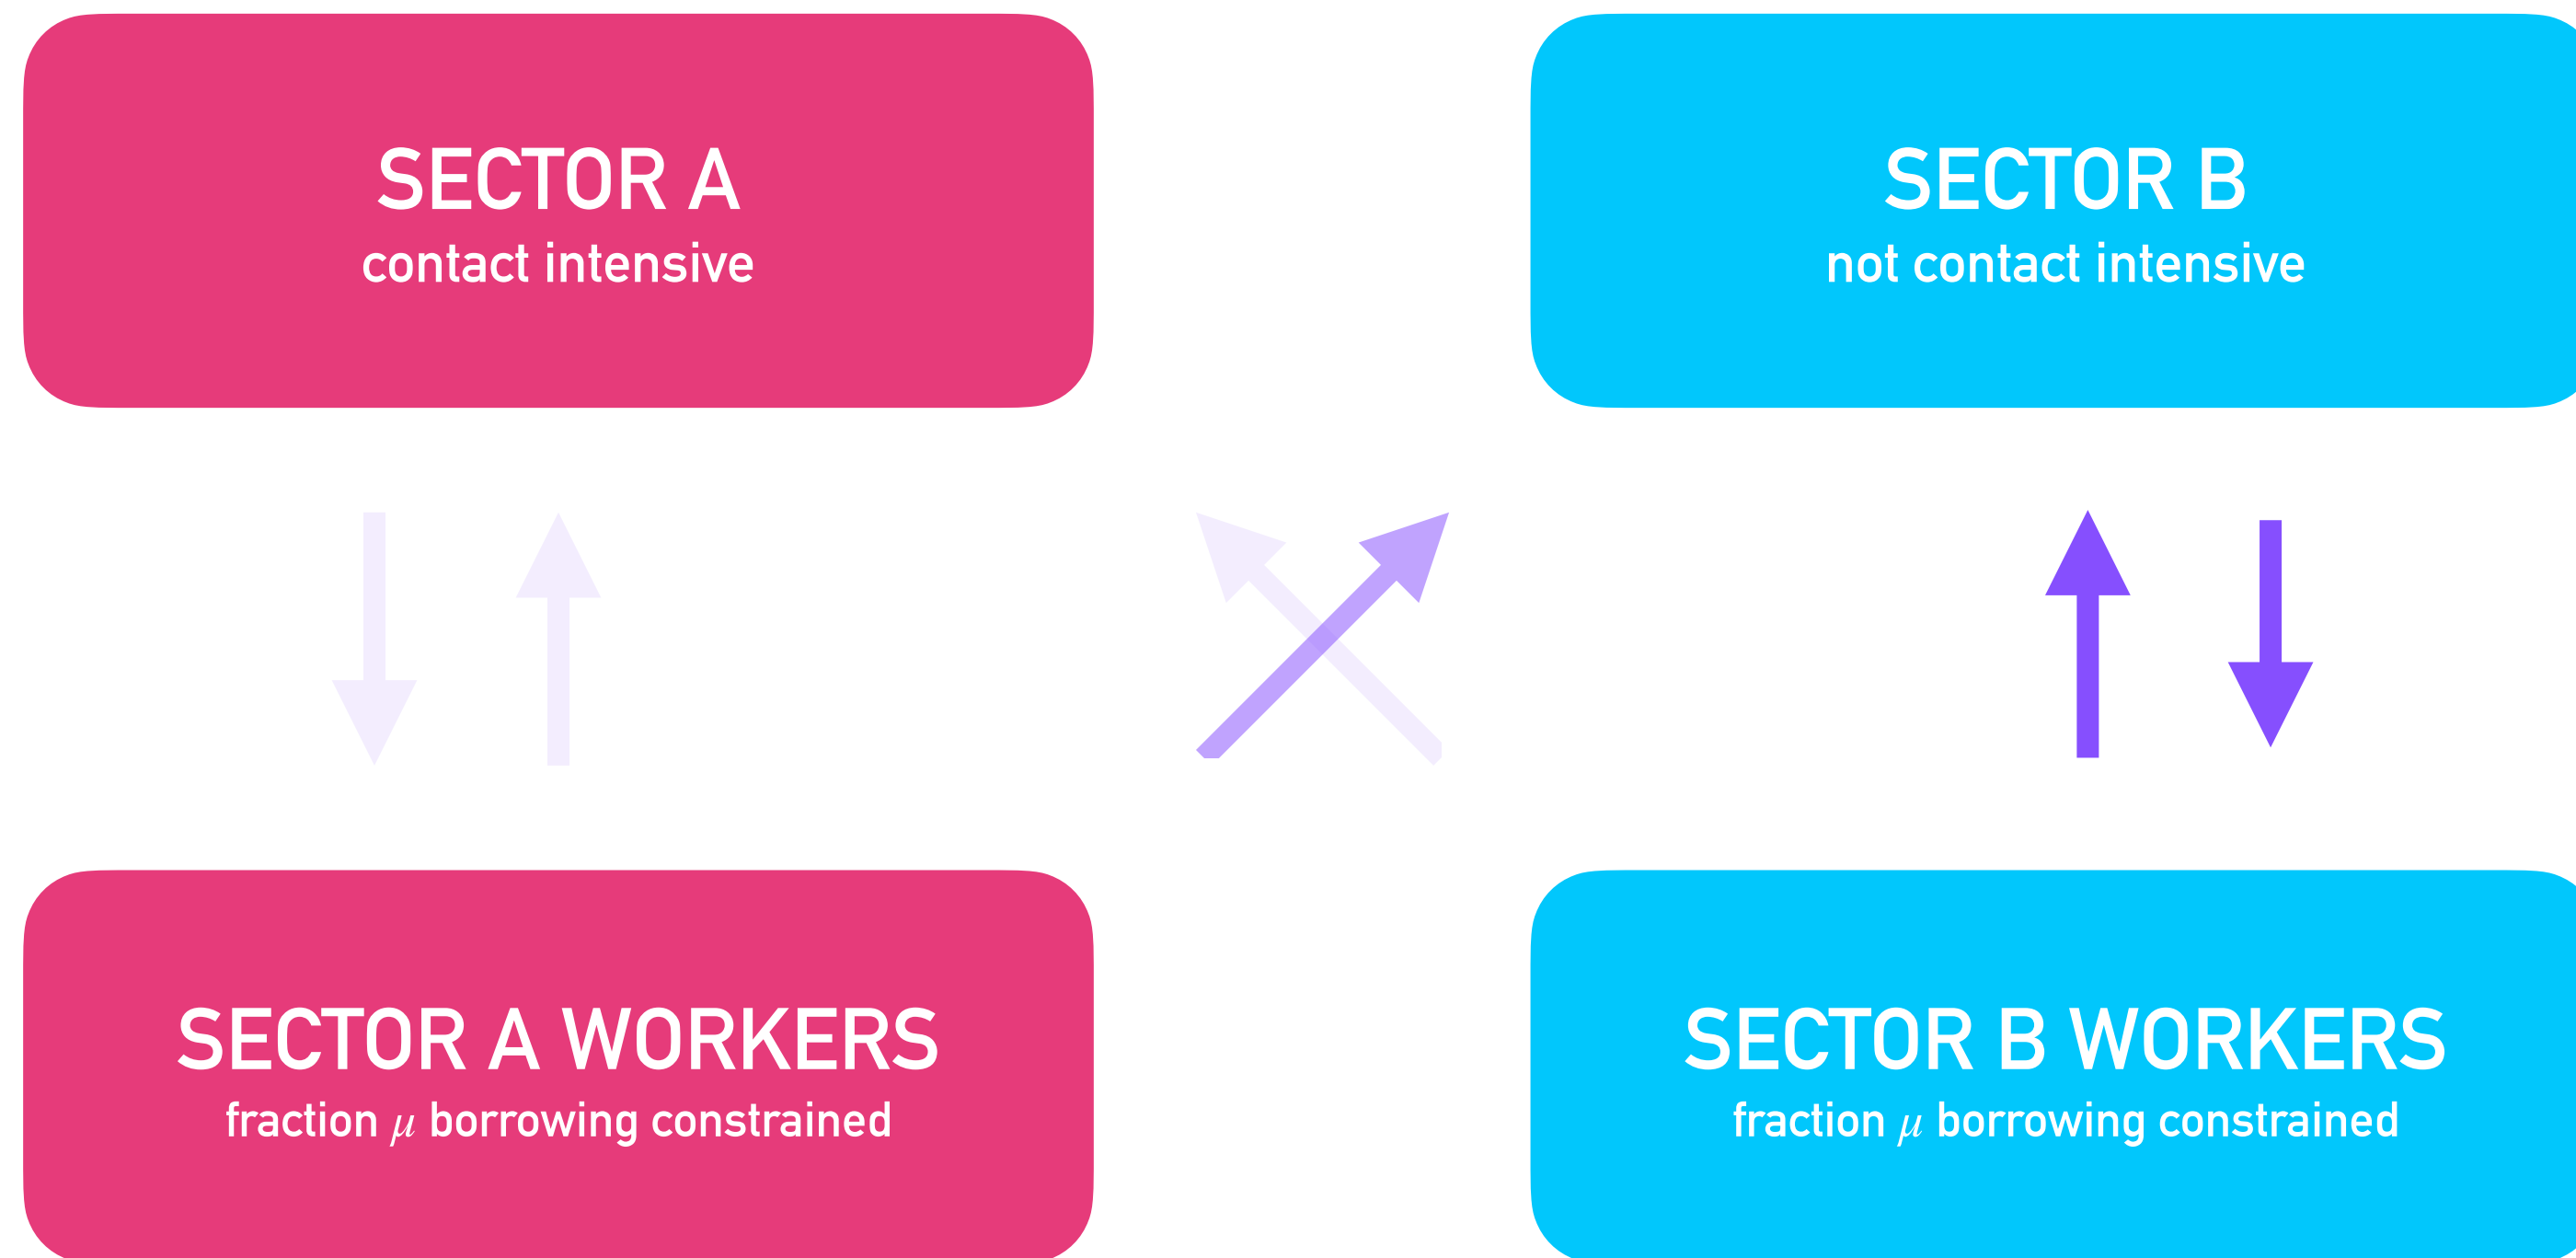 SECTOR A
contact intensive
SECTOR B
not contact intensive
SECTOR A WORKERS
fraction μ borrowing constrained
SECTOR B WORKERS
fraction μ borrowing constrained